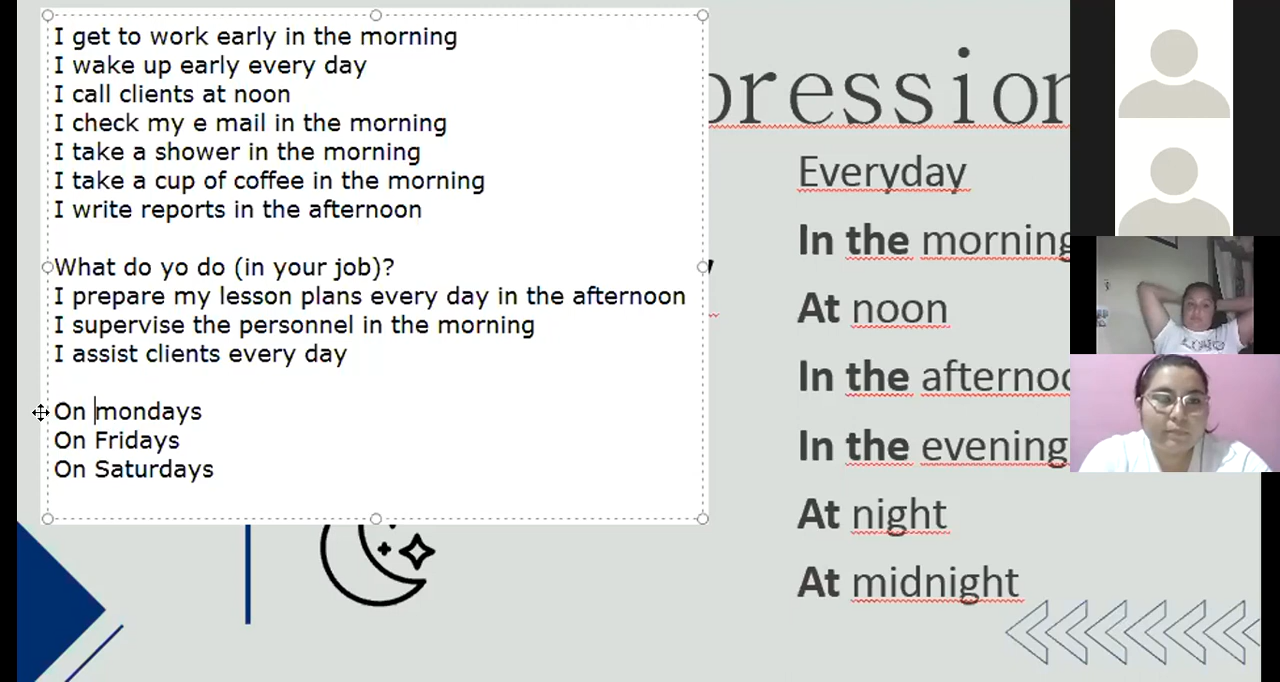 I get to work early in the morning
I wake up early every day
I call clients at noon
I check my e mail in the morning
I take a shower in the morning
I take a cup of coffee in the morning
I write reports in the afternoon
What do yo do (in your job)?
I prepare my lesson plans every day in the afternoon
I supervise the personnel in the morning
I assist clients every day
On mondays
On Fridays
On Saturdays
pression
Everyday
In the morning
At noon
In the afternoo
In the evening
At night
At midnight